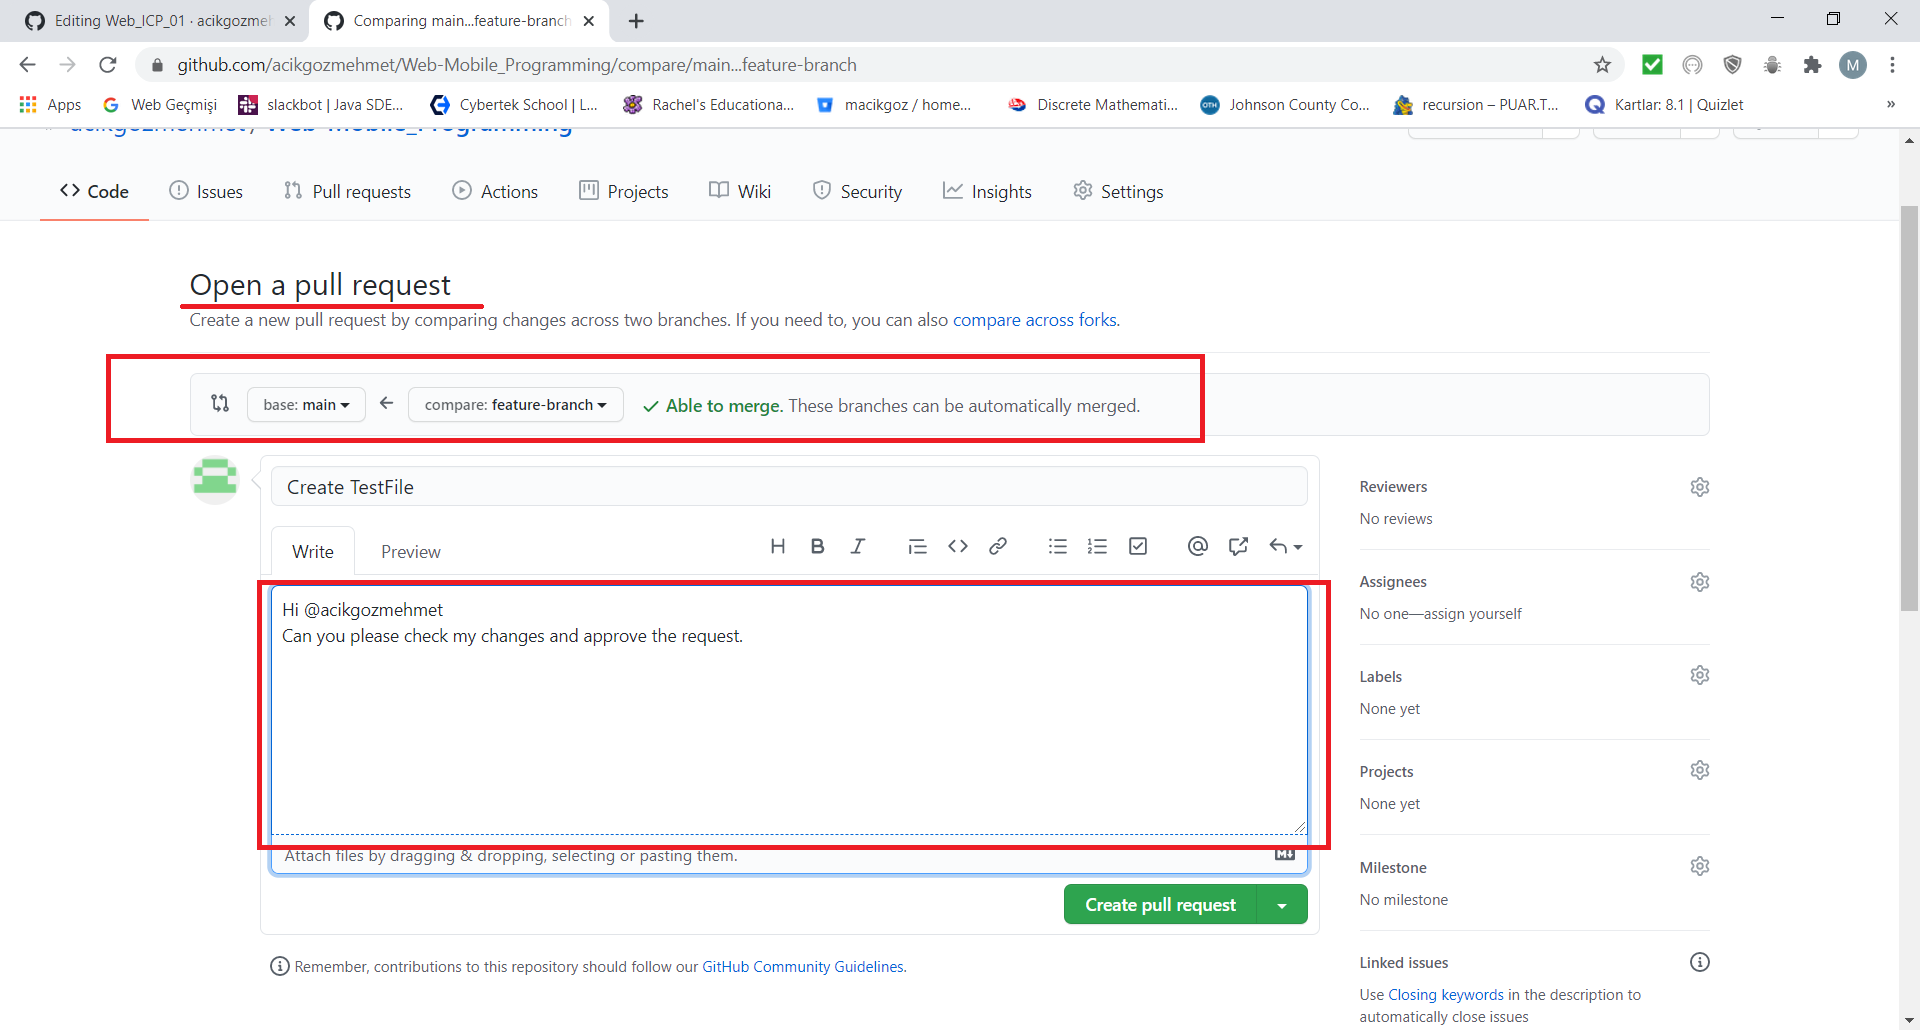 Editing Web_ICP_01 · acikgozmeh
Comparing main...feature-branch
github.com/acikgozmehmet/Web-Mobile_Programming/compare/main...feature-branch
M
Apps
Web Geçmişi
slackbot | Java SDE...
Cybertek School | L...
Rachel's Educationa...
macikgoz / home...
Discrete Mathemati...
OTH
Johnson County Co...
recursion – PUAR.T...
Kartlar: 8.1 | Quizlet
»
acikgozmehmet / Web-Mobile_Programming
Code
Issues
Pull requests
Actions
Projects
Wiki
Security
Insights
Settings
Open a pull request
Create a new pull request by comparing changes across two branches. If you need to, you can also compare across forks.
base: main
compare: feature-branch
Able to merge. These branches can be automatically merged.
Create TestFile
Write
Preview
Hi @acikgozmehmet
Can you please check my changes and approve the request.
Attach files by dragging & dropping, selecting or pasting them.
Create pull request
Remember, contributions to this repository should follow our GitHub Community Guidelines.
Reviewers
No reviews
Assignees
No one—assign yourself
Labels
None yet
Projects
None yet
Milestone
No milestone
Linked issues
Use Closing keywords in the description to
automatically close issues